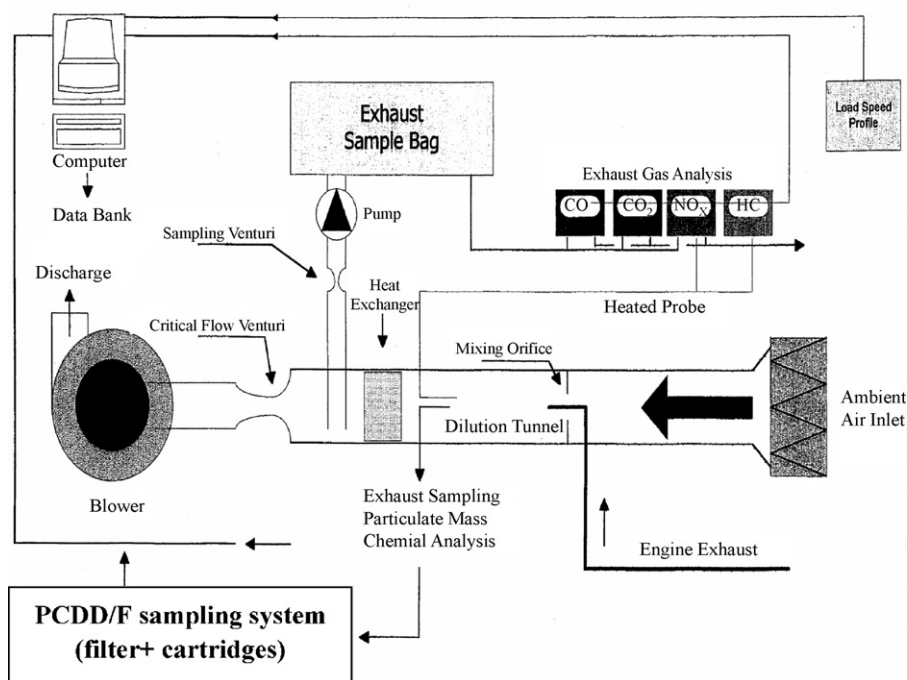 Exhaust
Sample Bag
Load Speed
Profile
Computer
Data Bank
Exhaust Gas Analysis
CO
CO2
NOX
HC
Pump
Sampling Venturi
Discharge
Heat
Exchanger
Heated Probe
Critical Flow Venturi
Mixing Orifice
Ambient
Air Inlet
Dilution Tunnel
Blower
Exhaust Sampling
Particulate Mass
Chemial Analysis
Engine Exhaust
PCDD/F sampling system
(filter+ cartridges)